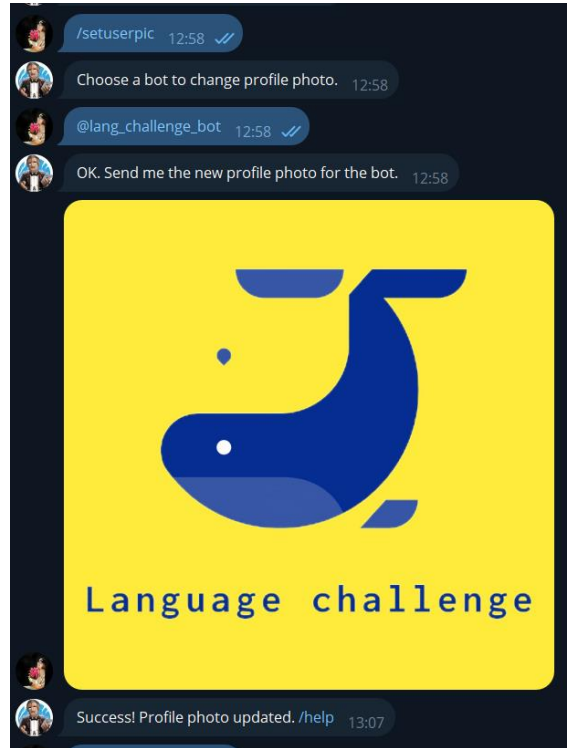 /setuserpic 12:58
Choose a bot to change profile photo. 12:58
@lang_challenge_bot 12:58
OK. Send me the new profile photo for the bot. 12:58
Language challenge
Success! Profile photo updated. /help 13:07